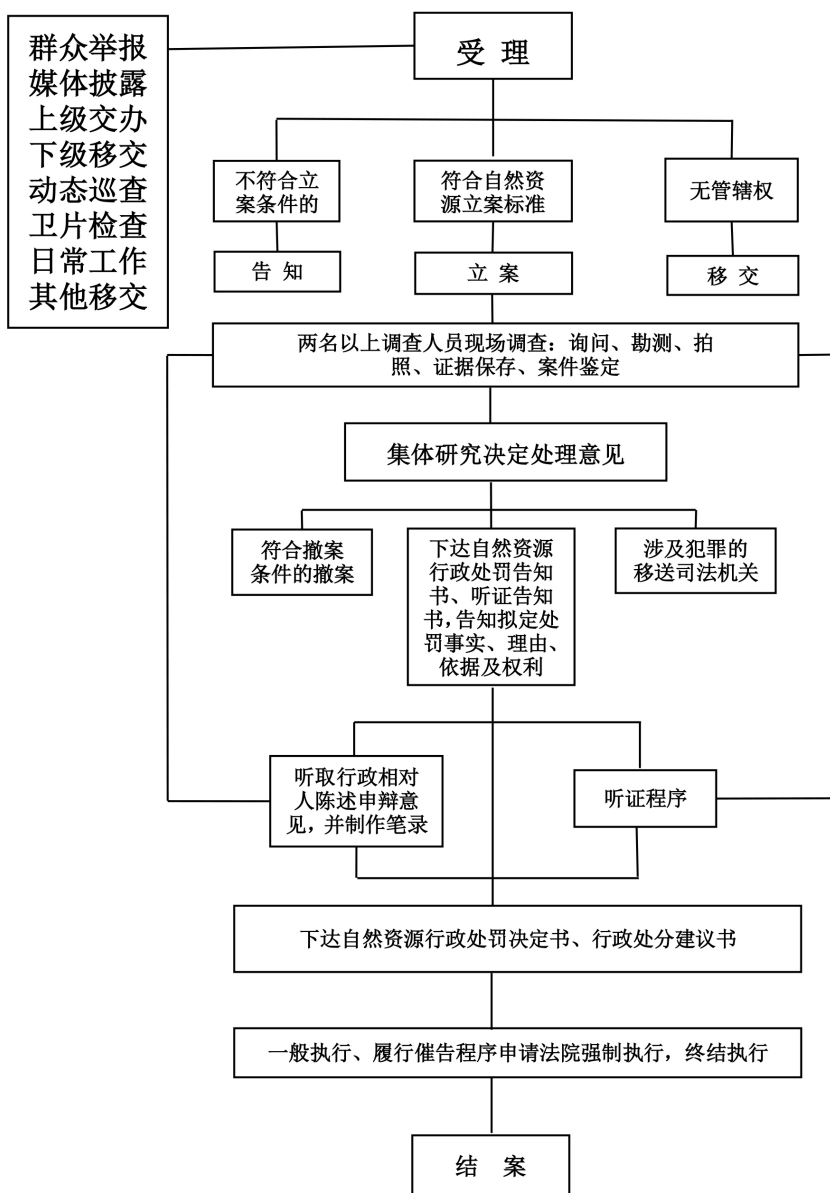 群众举报
媒体披露
上级交办
下级移交
动态巡查
卫片检查
日常工作
其他移交
受 理
不符合立
案条件的
符合自然资
源立案标准
无管辖权
告 知
立 案
移 交
两名以上调查人员现场调查：询问、勘测、拍
照、证据保存、案件鉴定
集体研究决定处理意见
符合撤案
条件的撤案
下达自然资源
行政处罚告知
书、听证告知
书，告知拟定处
罚事实、理由、
依据及权利
涉及犯罪的
移送司法机关
听取行政相对
人陈述申辩意
见，并制作笔录
听证程序
下达自然资源行政处罚决定书、行政处分建议书
一般执行、履行催告程序申请法院强制执行，终结执行
结 案